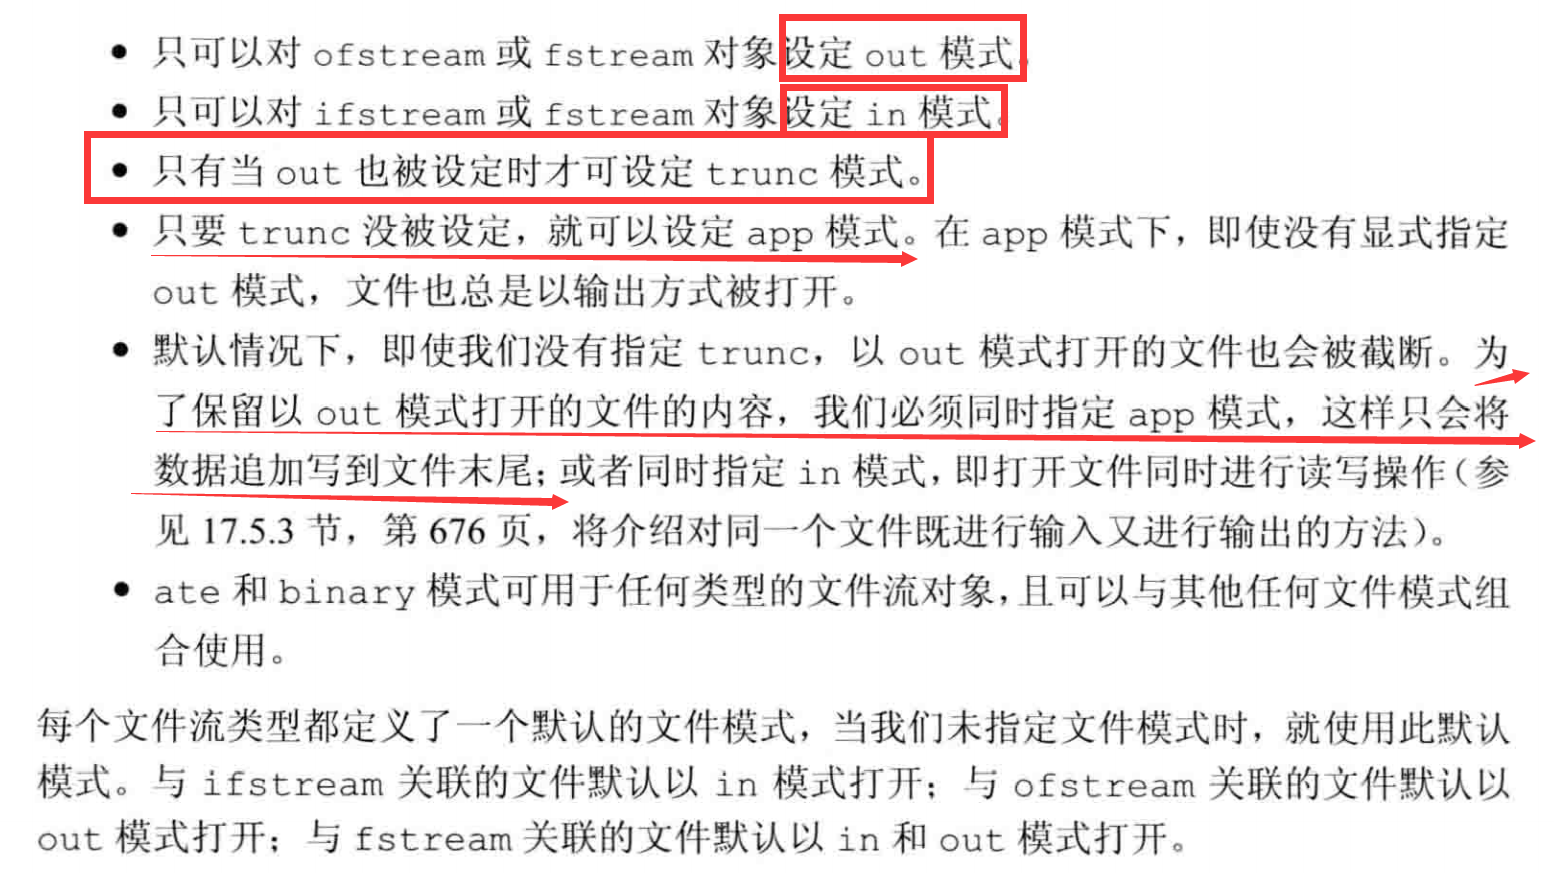 • 只可以对 ofstream 或 fstream 对象设定 out 模式。
• 只可以对 ifstream 或 fstream 对象设定 in 模式。
• 只有当 out 也被设定时才可设定 trunc 模式。
• 只要 trunc 没被设定，就可以设定 app 模式。在 app 模式下，即使没有显式指定
out 模式，文件也总是以输出方式被打开。
• 默认情况下，即使我们没有指定 trunc，以 out 模式打开的文件也会被截断。为
了保留以 out 模式打开的文件的内容，我们必须同时指定 app 模式，这样只会将
数据追加写到文件末尾；或者同时指定 in 模式，即打开文件同时进行读写操作（参
见 17.5.3 节，第 676 页，将介绍对同一个文件既进行输入又进行输出的方法）。
• ate 和 binary 模式可用于任何类型的文件流对象，且可以与其他任何文件模式组
合使用。
每个文件流类型都定义了一个默认的文件模式，当我们未指定文件模式时，就使用此默认
模式。与 ifstream 关联的文件默认以 in 模式打开；与 ofstream 关联的文件默认以
out 模式打开；与 fstream 关联的文件默认以 in 和 out 模式打开。